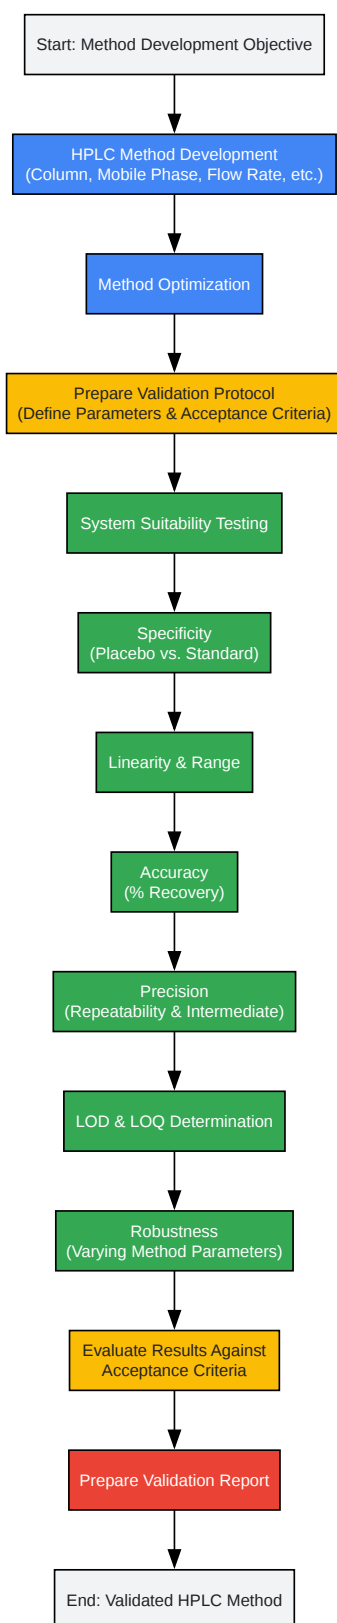 Start: Method Development Objective
HPLC Method Development
(Column, Mobile Phase, Flow Rate, etc.)
Method Optimization
Prepare Validation Protocol
(Define Parameters & Acceptance Criteria)
System Suitability Testing
Specificity
(Placebo vs. Standard)
Linearity & Range
Accuracy
(% Recovery)
Precision
(Repeatability & Intermediate)
LOD & LOQ Determination
Robustness
(Varying Method Parameters)
Evaluate Results Against
Acceptance Criteria
Prepare Validation Report
End: Validated HPLC Method